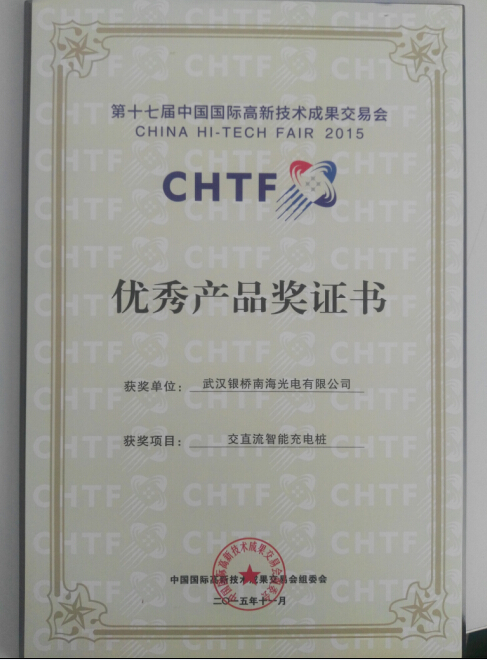 第十七届中国国际高新技术成果交易会
CHINA HI-TECH FAIR 2015
CHTF
优秀产品奖证书
获奖单位：武汉银桥南海光电有限公司
获奖项目：交直流智能充电桩
中国国际高新技术成果交易会组委会
二〇一五年十一月